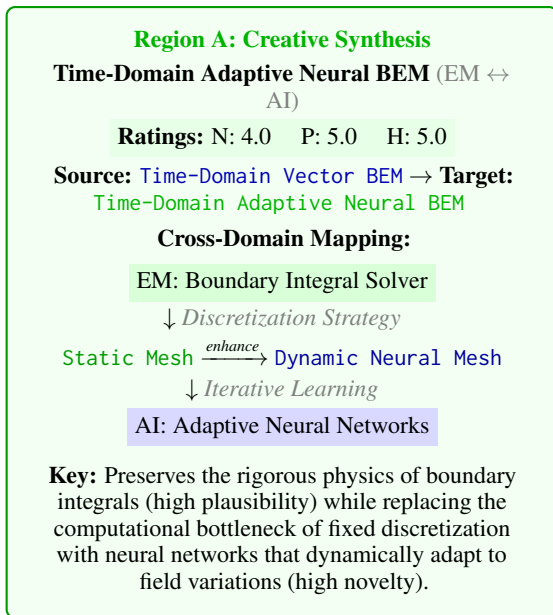 Region A: Creative Synthesis
Time-Domain Adaptive Neural BEM (EM ↔
AI)
Ratings: N: 4.0 P: 5.0 H: 5.0
Source: Time-Domain Vector BEM → Target:
Time-Domain Adaptive Neural BEM
Cross-Domain Mapping:
EM: Boundary Integral Solver
↓ Discretization Strategy
Static Mesh enhance→ Dynamic Neural Mesh
↓ Iterative Learning
AI: Adaptive Neural Networks
Key: Preserves the rigorous physics of boundary
integrals (high plausibility) while replacing the
computational bottleneck of fixed discretization
with neural networks that dynamically adapt to
field variations (high novelty).